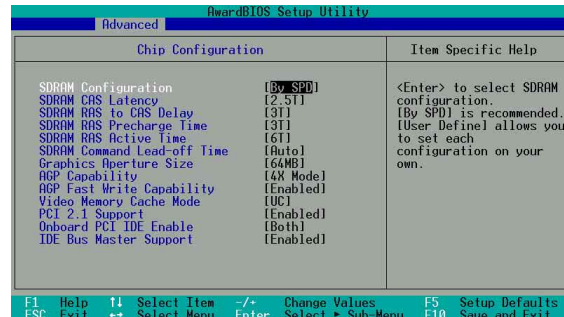 AwardBIOS Setup Utility
Advanced
Chip Configuration
Item Specific Help
SDRAM Configuration [By SPD]
SDRAM CAS Latency [2.5T]
SDRAM RAS to CAS Delay [3T]
SDRAM RAS Precharge Time [3T]
SDRAM RAS Active Time [6T]
SDRAM Command Lead-off Time [Auto]
Graphics Aperture Size [64MB]
AGP Capability [4X Mode]
AGP Fast Write Capability [Enabled]
Video Memory Cache Mode [UC]
PCI 2.1 Support [Enabled]
Onboard PCI IDE Enable [Both]
IDE Bus Master Support [Enabled]
<Enter> to select SDRAM
configuration.
[By SPD] is recommended.
[User Define] allows you
to set each
configuration on your
own.
F1 Help ↑↓ Select Item -/+ Change Values F5 Setup Defaults
ESC Exit ↔ Select Menu Enter Select ► Sub-Menu F10 Save and Exit